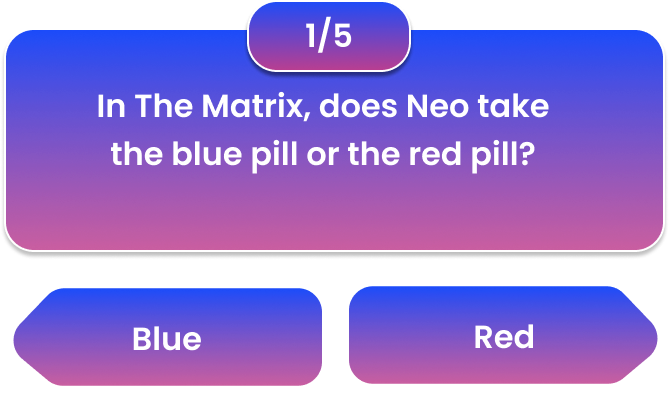 1/5
In The Matrix, does Neo take
the blue pill or the red pill?
Blue
Red